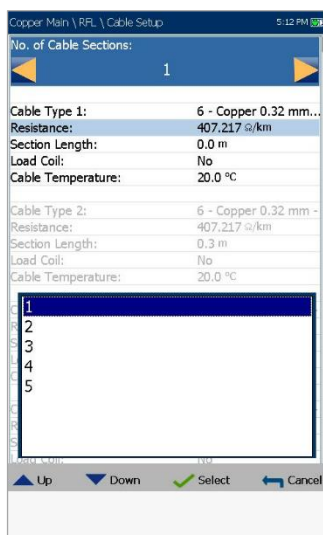 Copper Main \ RFL \ Cable Setup 5:12 PM
No. of Cable Sections:
1
Cable Type 1: 6 - Copper 0.32 mm...
Resistance: 407.217 Ω/km
Section Length: 0.0 m
Load Coil: No
Cable Temperature: 20.0 °C
Cable Type 2: 6 - Copper 0.32 mm -
Resistance: 407.217 Ω/km
Section Length: 0.3 m
Load Coil: No
Cable Temperature: 20.0 °C
1
2
3
4
5
Load Coil: No
Up Down Select Cancel